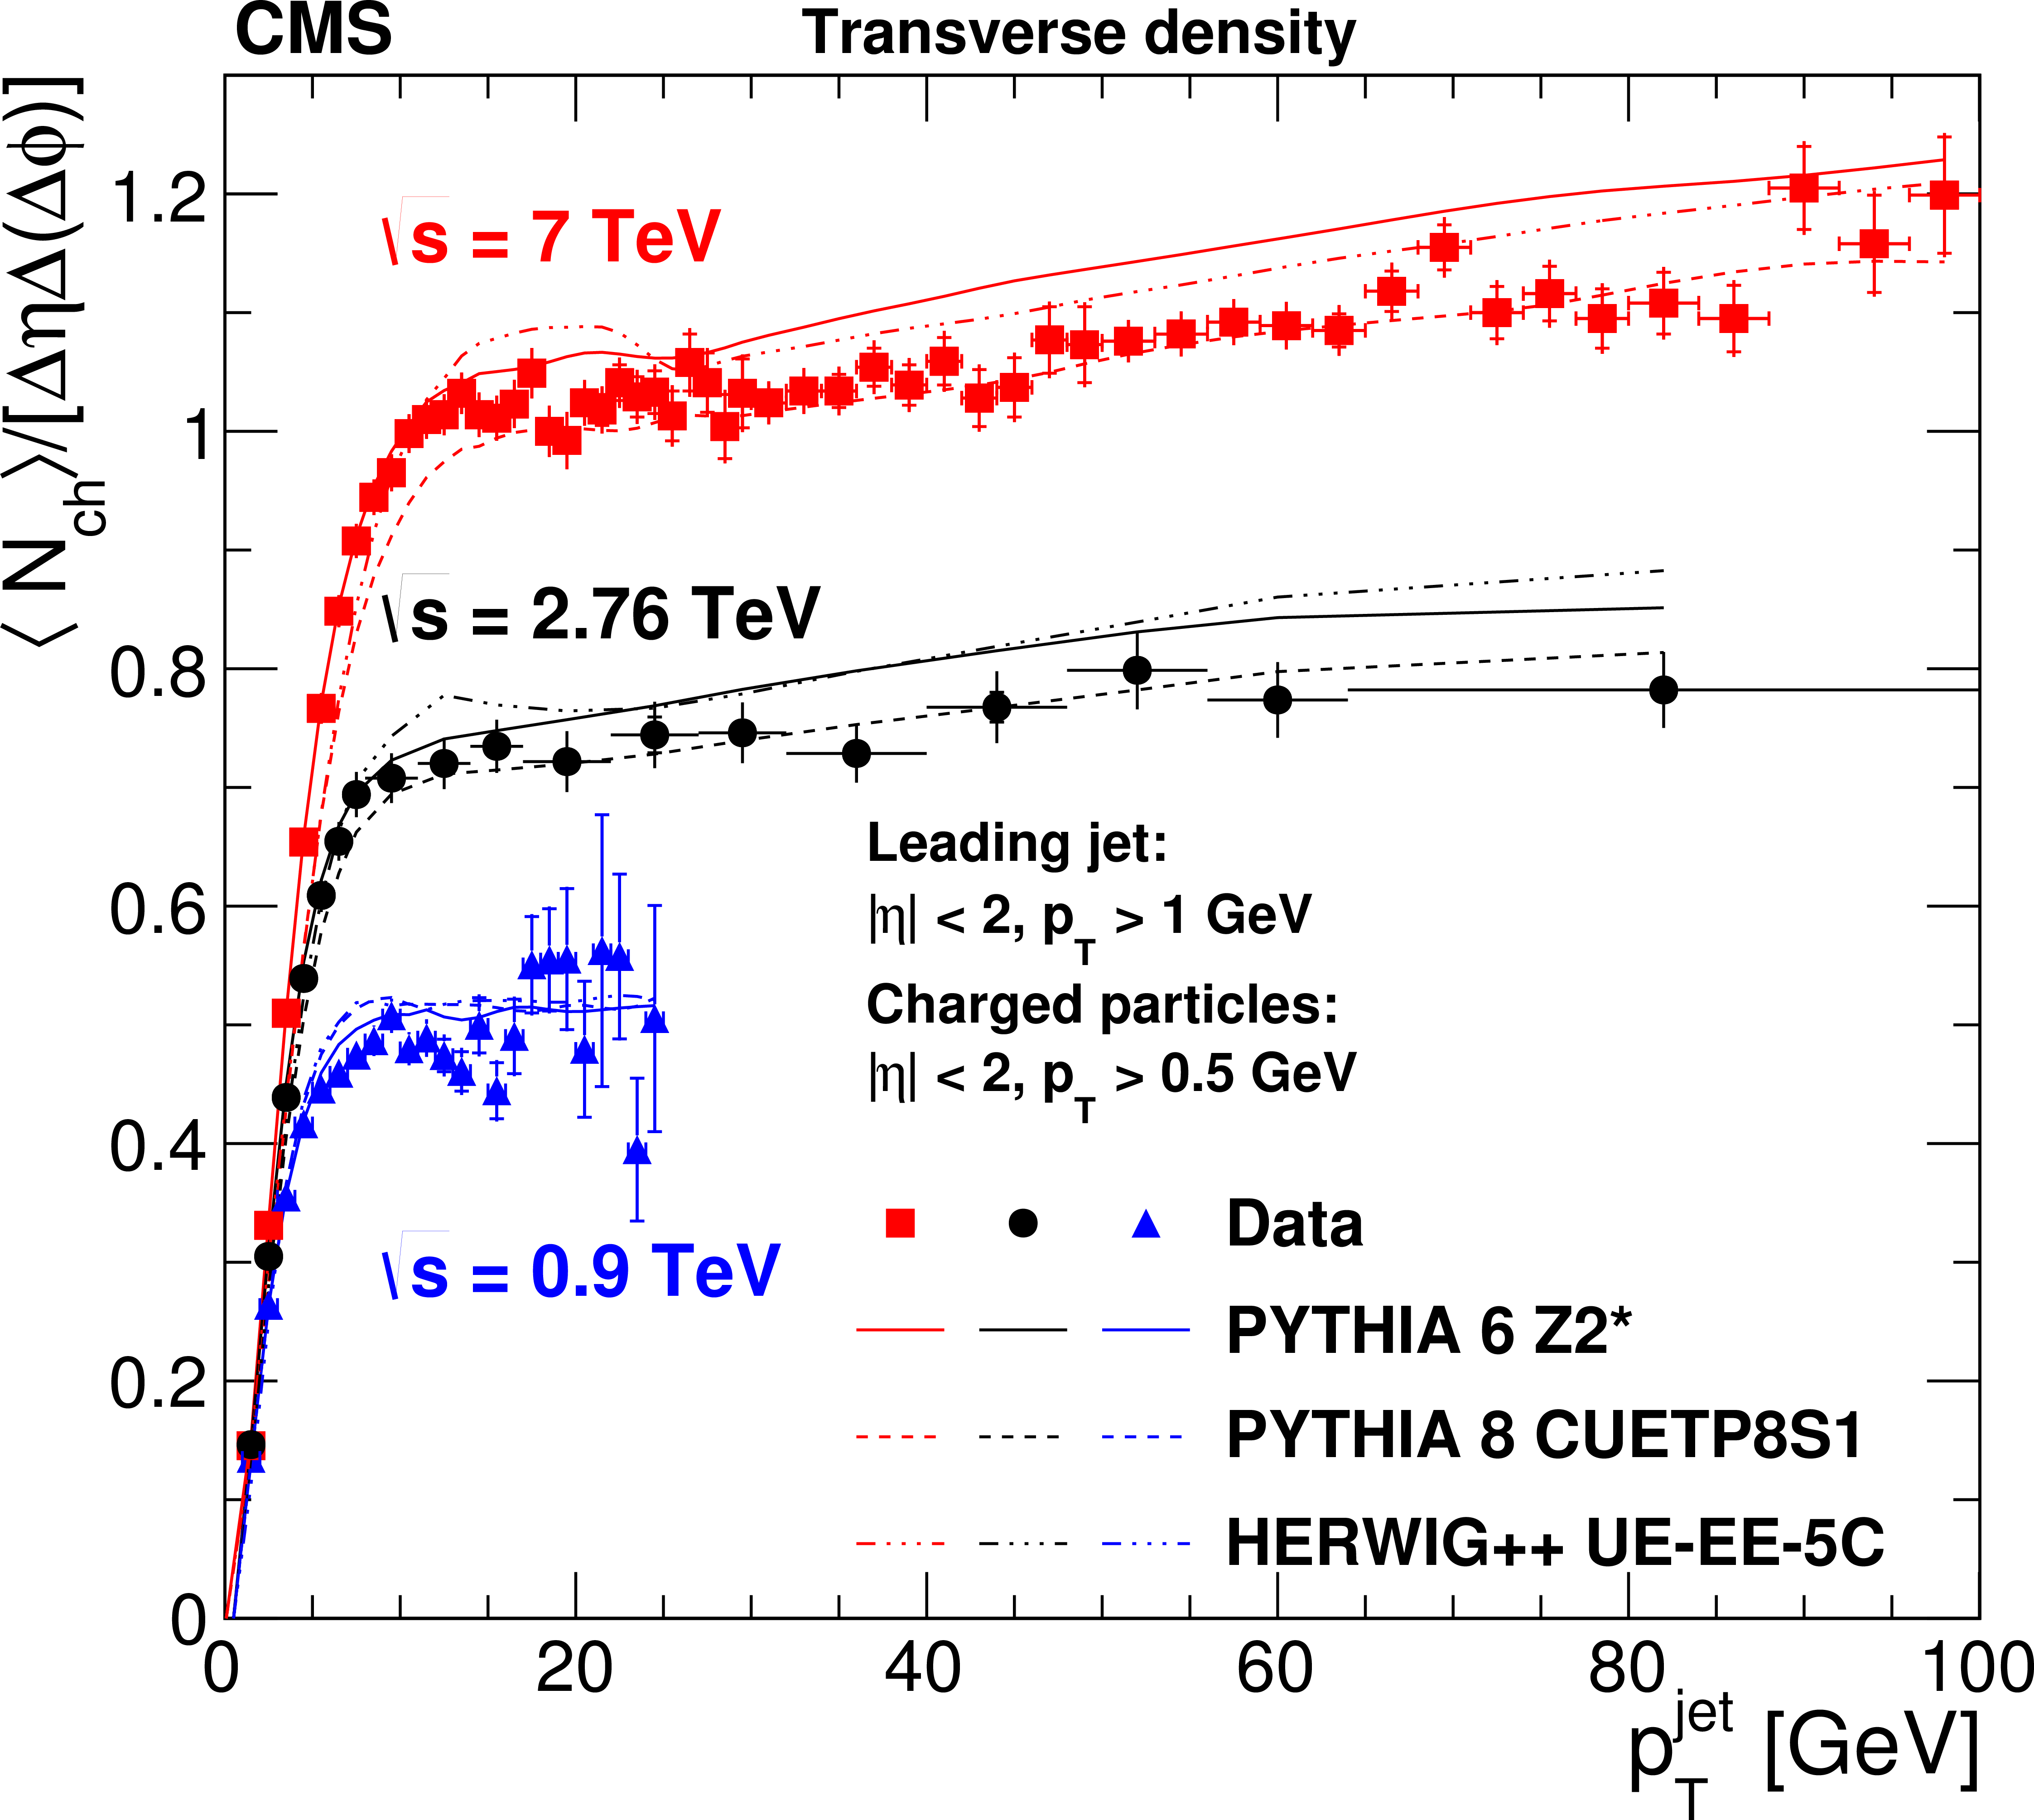 CMS
Transverse density
⟨ N_ch ⟩/[ΔηΔ(Δφ)]
1.2
1
0.8
0.6
0.4
0.2
0
√s = 7 TeV
√s = 2.76 TeV
√s = 0.9 TeV
Leading jet:
|η| < 2, p_T > 1 GeV
Charged particles:
|η| < 2, p_T > 0.5 GeV
Data
PYTHIA 6 Z2*
PYTHIA 8 CUETP8S1
HERWIG++ UE-EE-5C
0 20 40 60 80 100
p_T^jet [GeV]